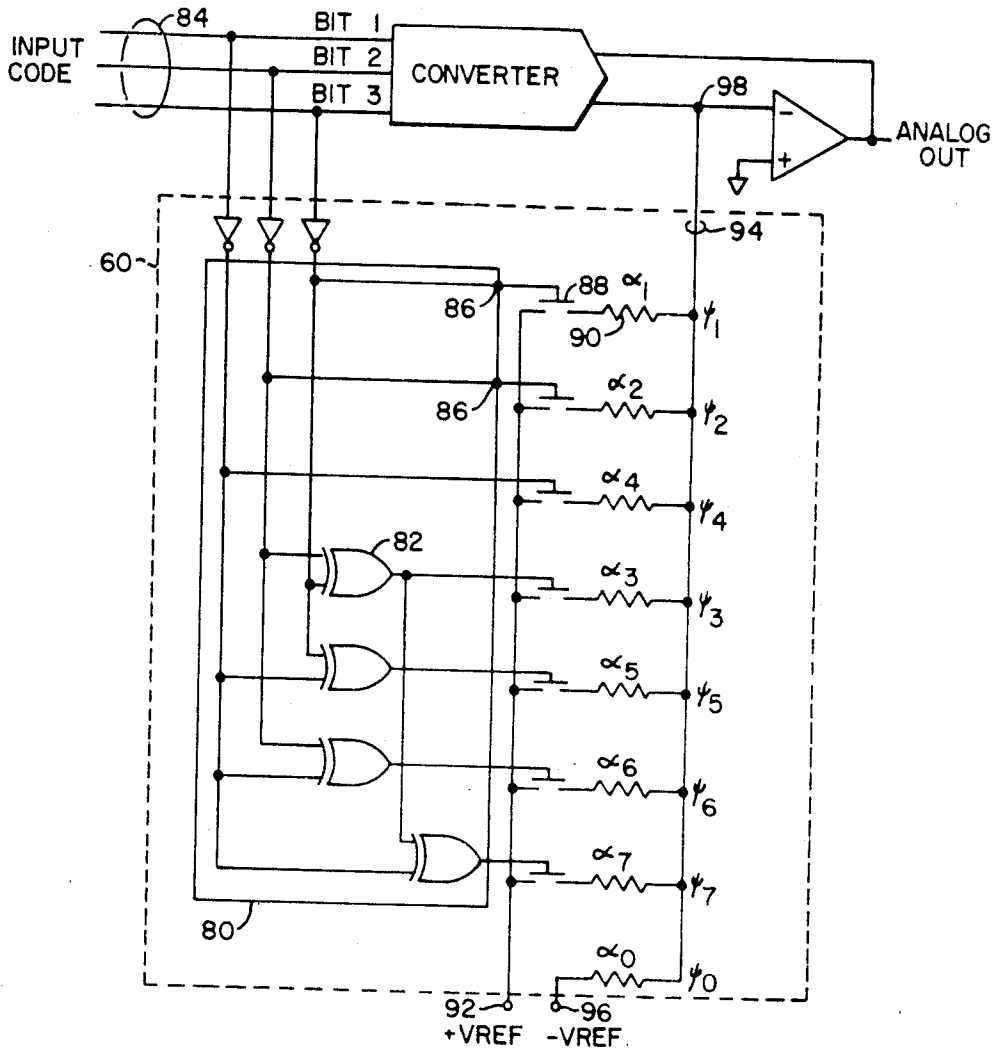 84
BIT 1
INPUT CODE
BIT 2
BIT 3
CONVERTER
98
-
+
ANALOG OUT
94
60
86
88
α1
90
ψ1
86
α2
ψ2
α4
ψ4
82
α3
ψ3
α5
ψ5
α6
ψ6
α7
ψ7
80
α0
ψ0
92
96
+VREF -VREF